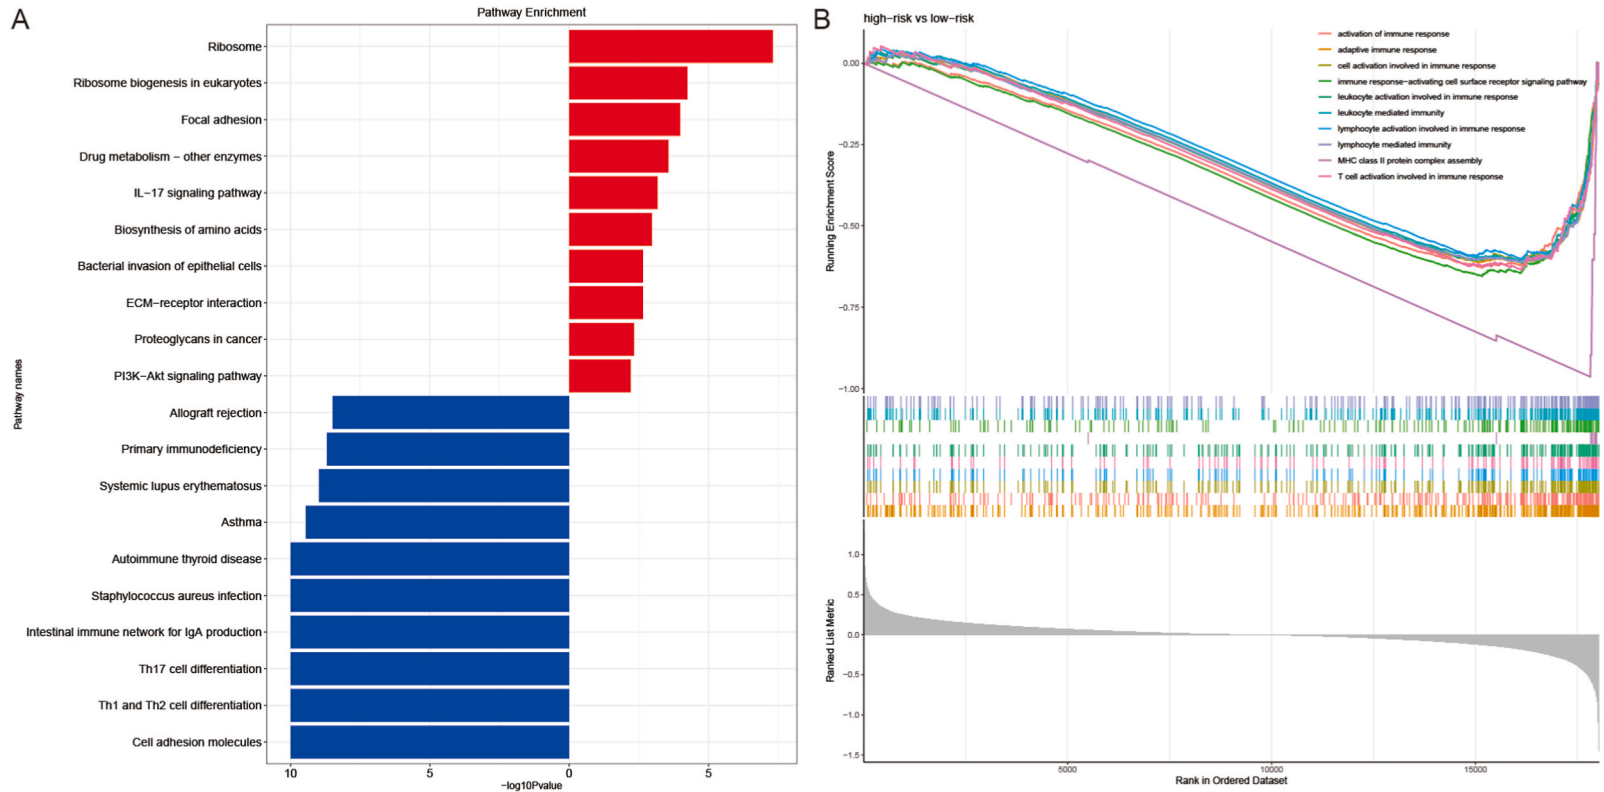 A
Pathway Enrichment
Pathway names
Ribosome
Ribosome biogenesis in eukaryotes
Focal adhesion
Drug metabolism − other enzymes
IL−17 signaling pathway
Biosynthesis of amino acids
Bacterial invasion of epithelial cells
ECM−receptor interaction
Proteoglycans in cancer
PI3K−Akt signaling pathway
Allograft rejection
Primary immunodeficiency
Systemic lupus erythematosus
Asthma
Autoimmune thyroid disease
Staphylococcus aureus infection
Intestinal immune network for IgA production
Th17 cell differentiation
Th1 and Th2 cell differentiation
Cell adhesion molecules
10 5 0 5
−log10Pvalue
B
high−risk vs low−risk
Running Enrichment Score
0.00
−0.25
−0.50
−0.75
−1.00
activation of immune response
adaptive immune response
cell activation involved in immune response
immune response−activating cell surface receptor signaling pathway
leukocyte activation involved in immune response
leukocyte mediated immunity
lymphocyte activation involved in immune response
lymphocyte mediated immunity
MHC class II protein complex assembly
T cell activation involved in immune response
Ranked List Metric
1.0
0.5
0.0
−0.5
−1.0
−1.5
5000 10000 15000
Rank in Ordered Dataset